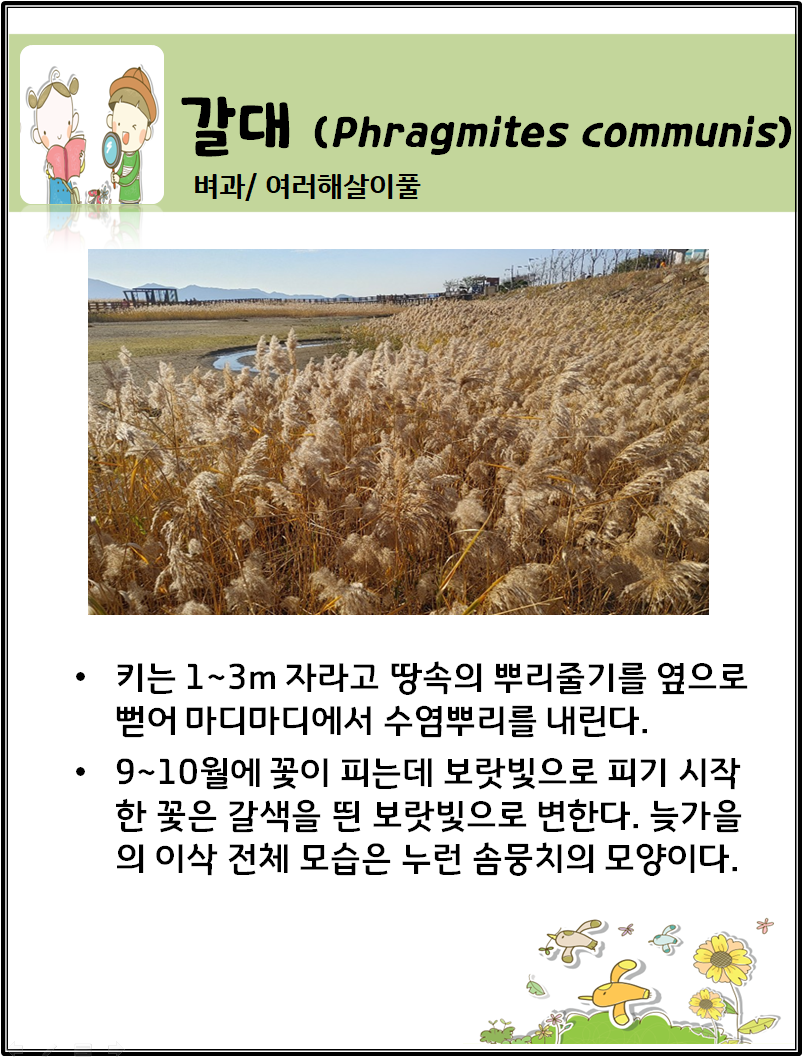 갈대 (Phragmites communis)
벼과/ 여러해살이풀
• 키는 1~3m 자라고 땅속의 뿌리줄기를 옆으로
뻗어 마디마디에서 수염뿌리를 내린다.
• 9~10월에 꽃이 피는데 보랏빛으로 피기 시작
한 꽃은 갈색을 띈 보랏빛으로 변한다. 늦가을
의 이삭 전체 모습은 누런 솜뭉치의 모양이다.